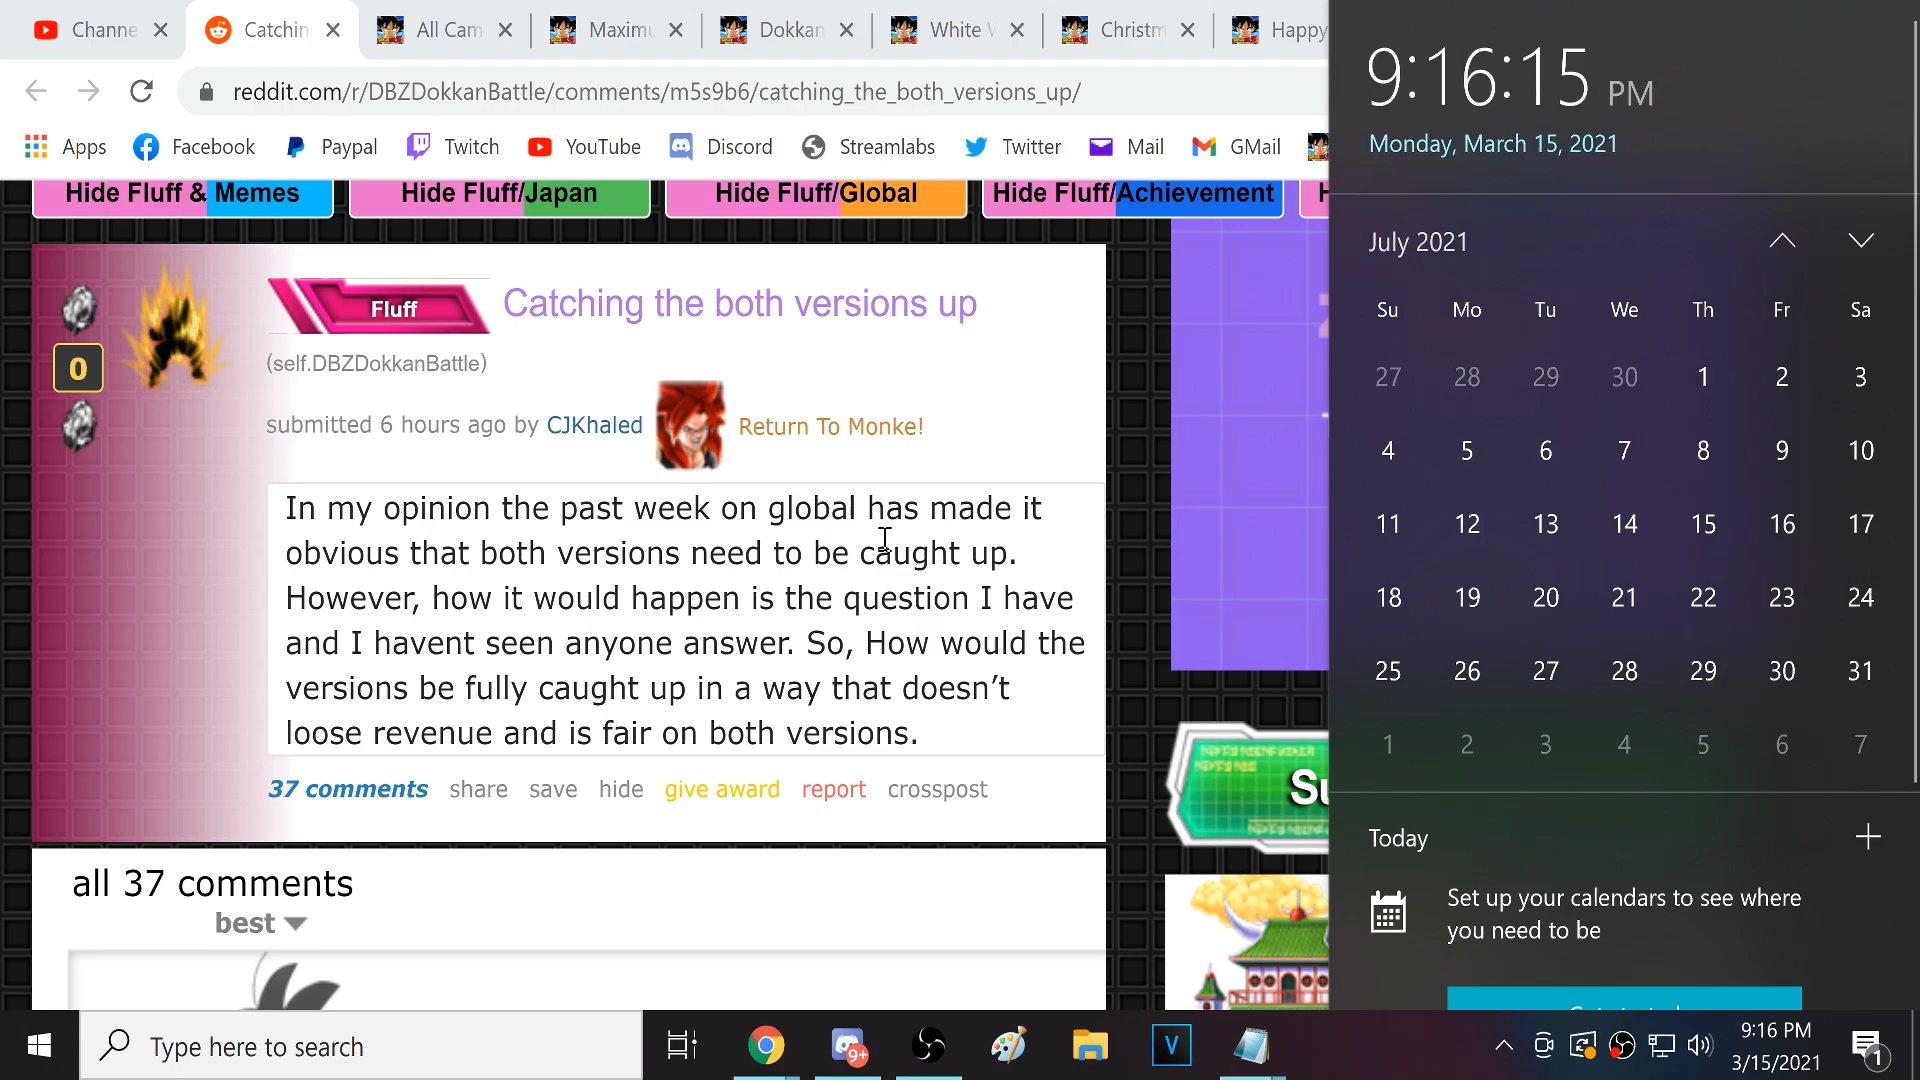 Channe
Catchin
All Cam
Maximu
Dokkan
White V
Christm
Happy
reddit.com/r/DBZDokkanBattle/comments/m5s9b6/catching_the_both_versions_up/
Apps Facebook Paypal Twitch YouTube Discord Streamlabs Twitter Mail GMail
Hide Fluff & Memes
Hide Fluff/Japan
Hide Fluff/Global
Hide Fluff/Achievement
0
Fluff Catching the both versions up
(self.DBZDokkanBattle)
submitted 6 hours ago by CJKhaled Return To Monke!
In my opinion the past week on global has made it
obvious that both versions need to be caught up.
However, how it would happen is the question I have
and I havent seen anyone answer. So, How would the
versions be fully caught up in a way that doesn’t
loose revenue and is fair on both versions.
37 comments share save hide give award report crosspost
all 37 comments
best
Su
9:16:15 PM
Monday, March 15, 2021
July 2021
Su Mo Tu We Th Fr Sa
27 28 29 30 1 2 3
4 5 6 7 8 9 10
11 12 13 14 15 16 17
18 19 20 21 22 23 24
25 26 27 28 29 30 31
1 2 3 4 5 6 7
Today
Set up your calendars to see where
you need to be
Type here to search
9+
V
9:16 PM
3/15/2021
1